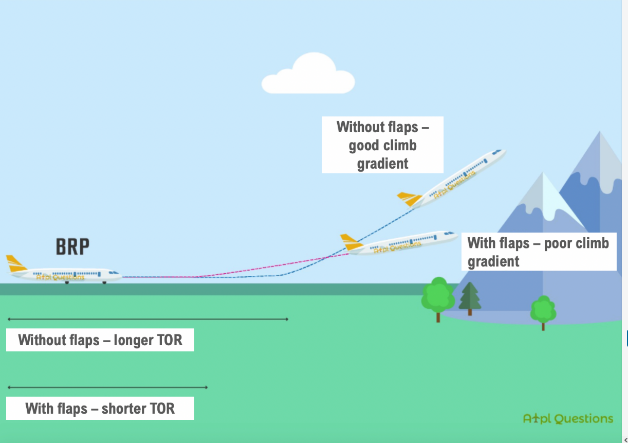 Without flaps –
good climb
gradient
BRP
With flaps – poor climb
gradient
Without flaps – longer TOR
With flaps – shorter TOR
Atpl Questions